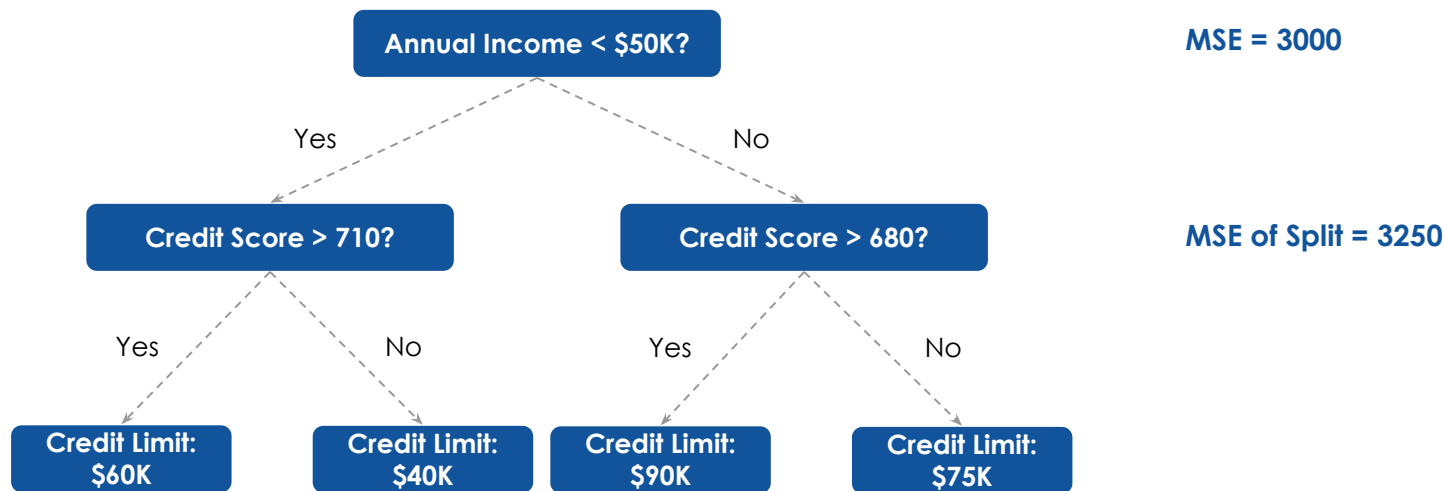 Annual Income < $50K?
MSE = 3000
Yes
No
Credit Score > 710?
Credit Score > 680?
MSE of Split = 3250
Yes
No
Yes
No
Credit Limit:
$60K
Credit Limit:
$40K
Credit Limit:
$90K
Credit Limit:
$75K